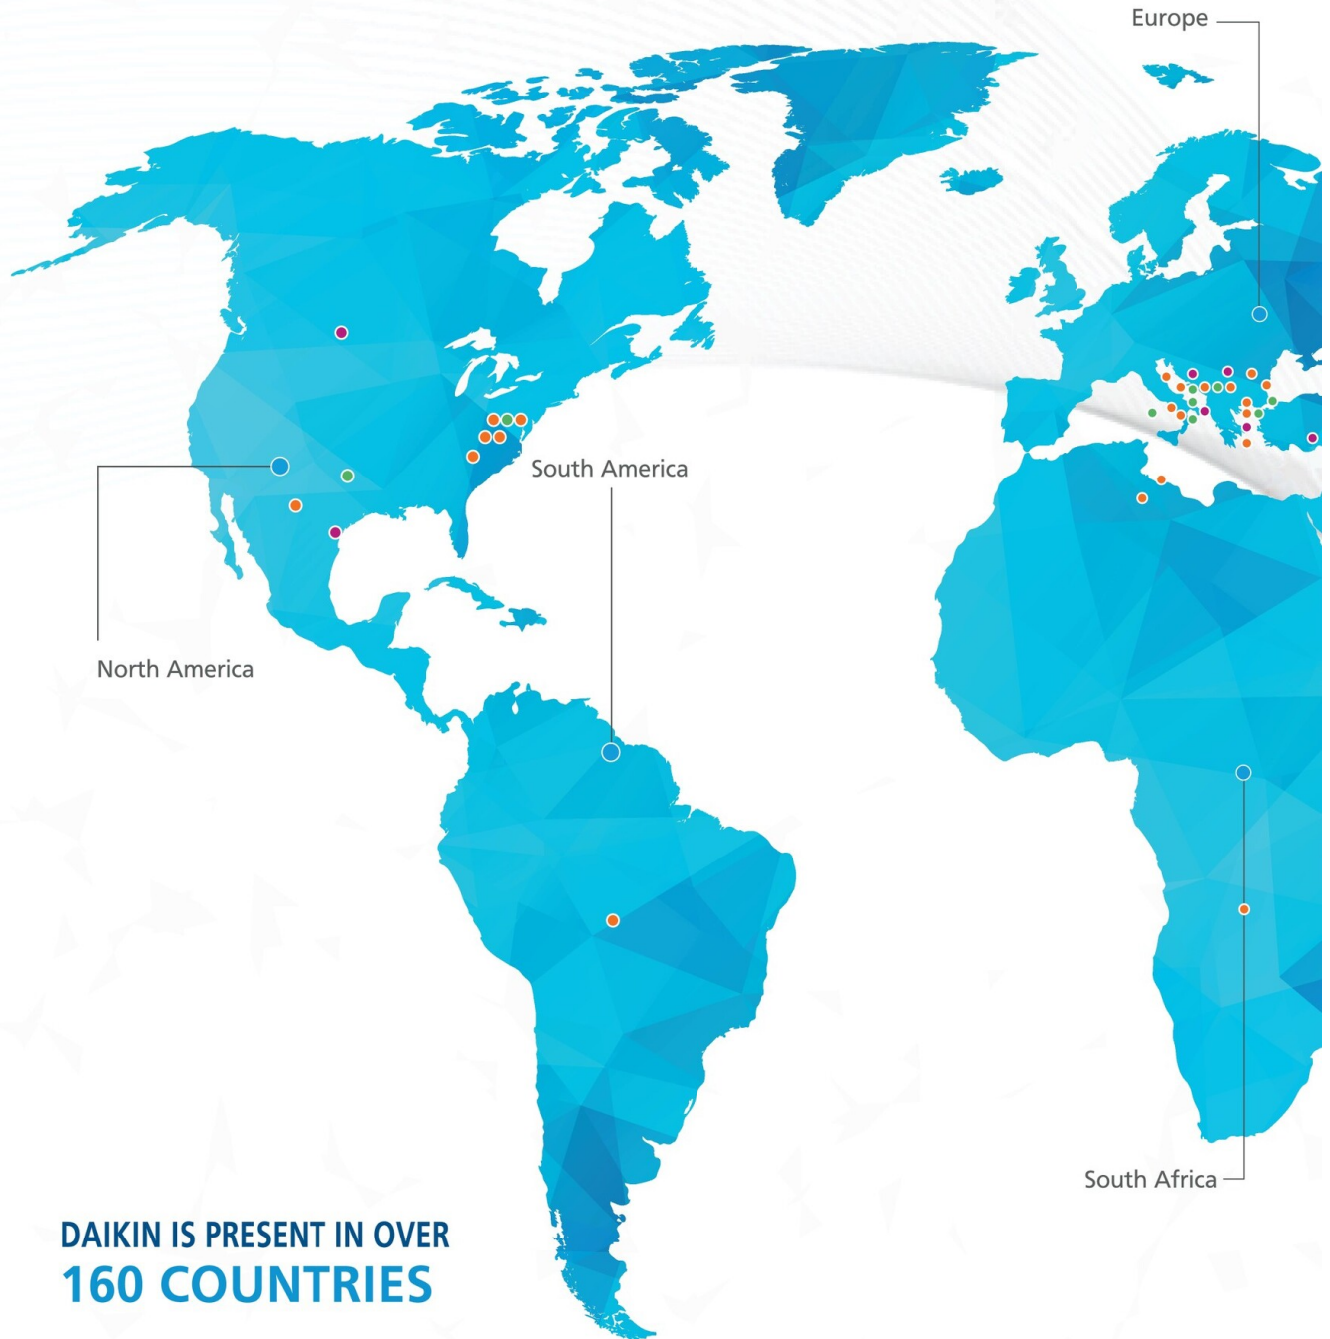 Europe
South America
North America
South Africa
DAIKIN IS PRESENT IN OVER
160 COUNTRIES